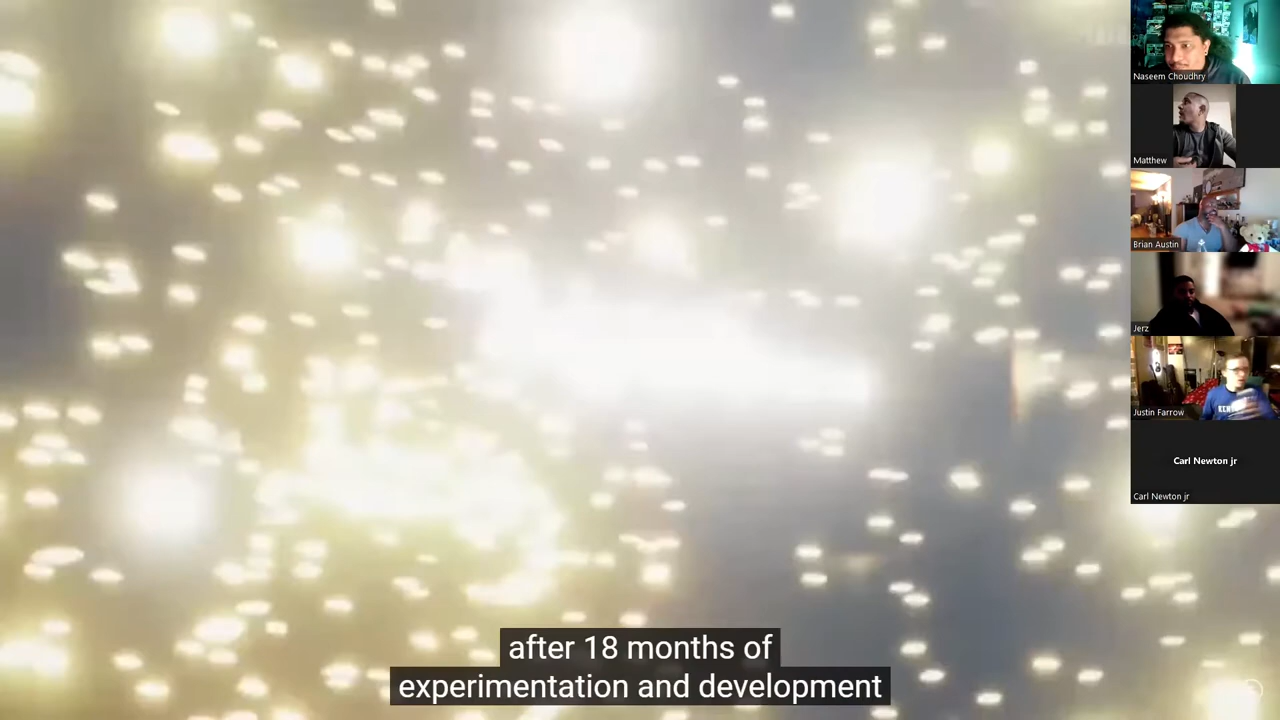 Naseem Choudhry
Matthew
Brian Austin
Jerz
Justin Farrow
Carl Newton jr
Carl Newton jr
after 18 months of
experimentation and development